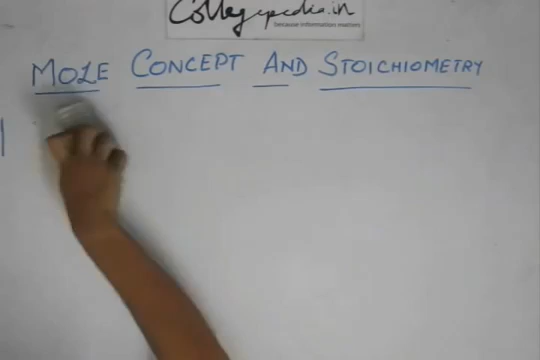 Collegepedia.in
because information matters
MOLE CONCEPT AND STOICHIOMETRY